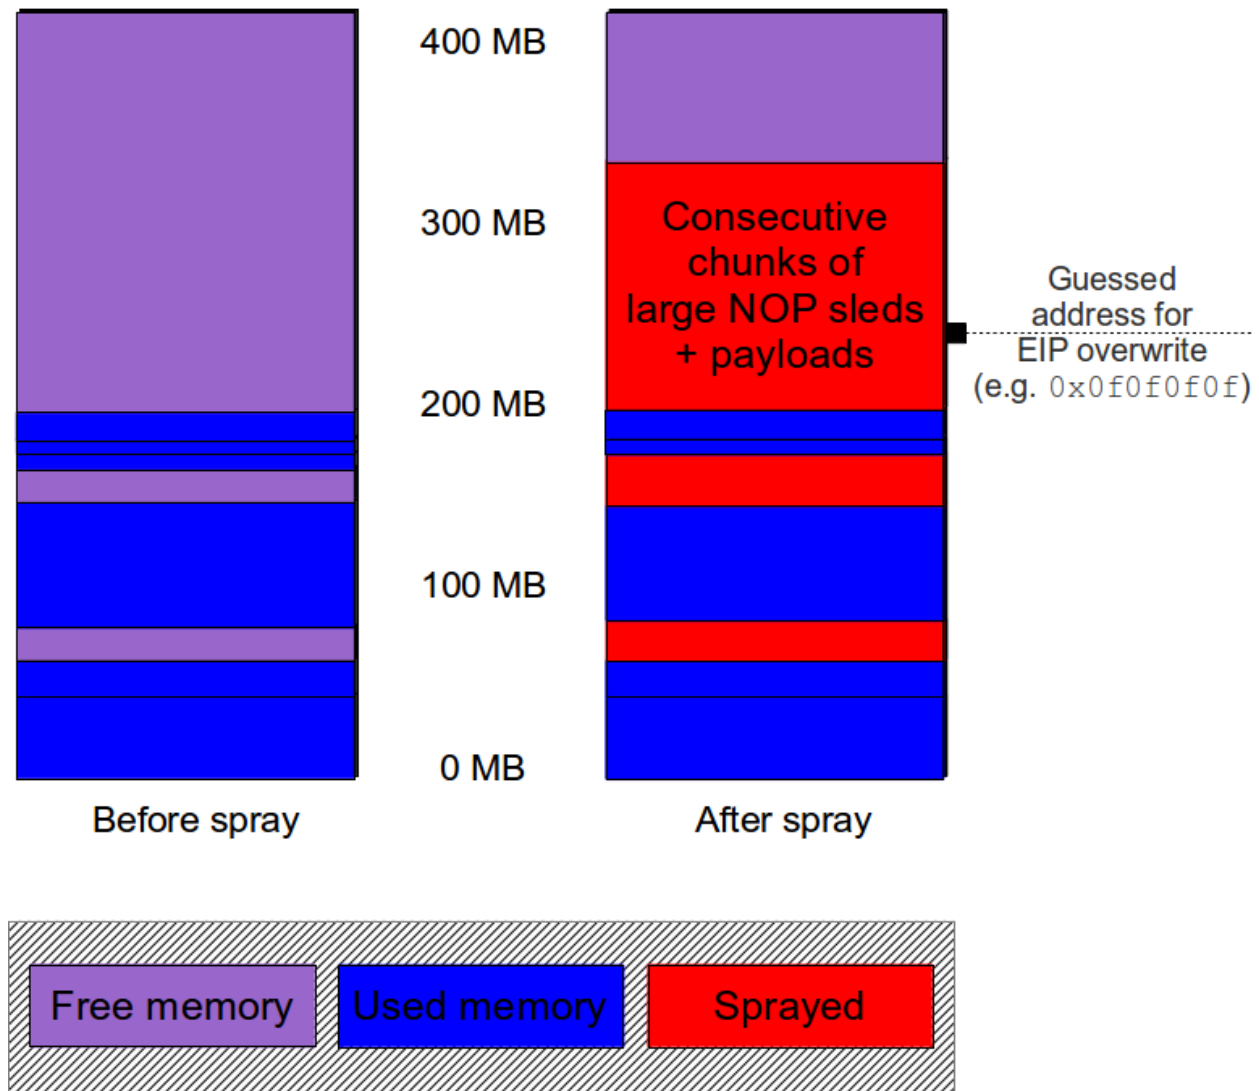 400 MB
300 MB
200 MB
100 MB
0 MB
Consecutive
chunks of
large NOP sleds
+ payloads
Guessed
address for
EIP overwrite
(e.g. 0x0f0f0f0f)
Before spray
After spray
Free memory
Used memory
Sprayed